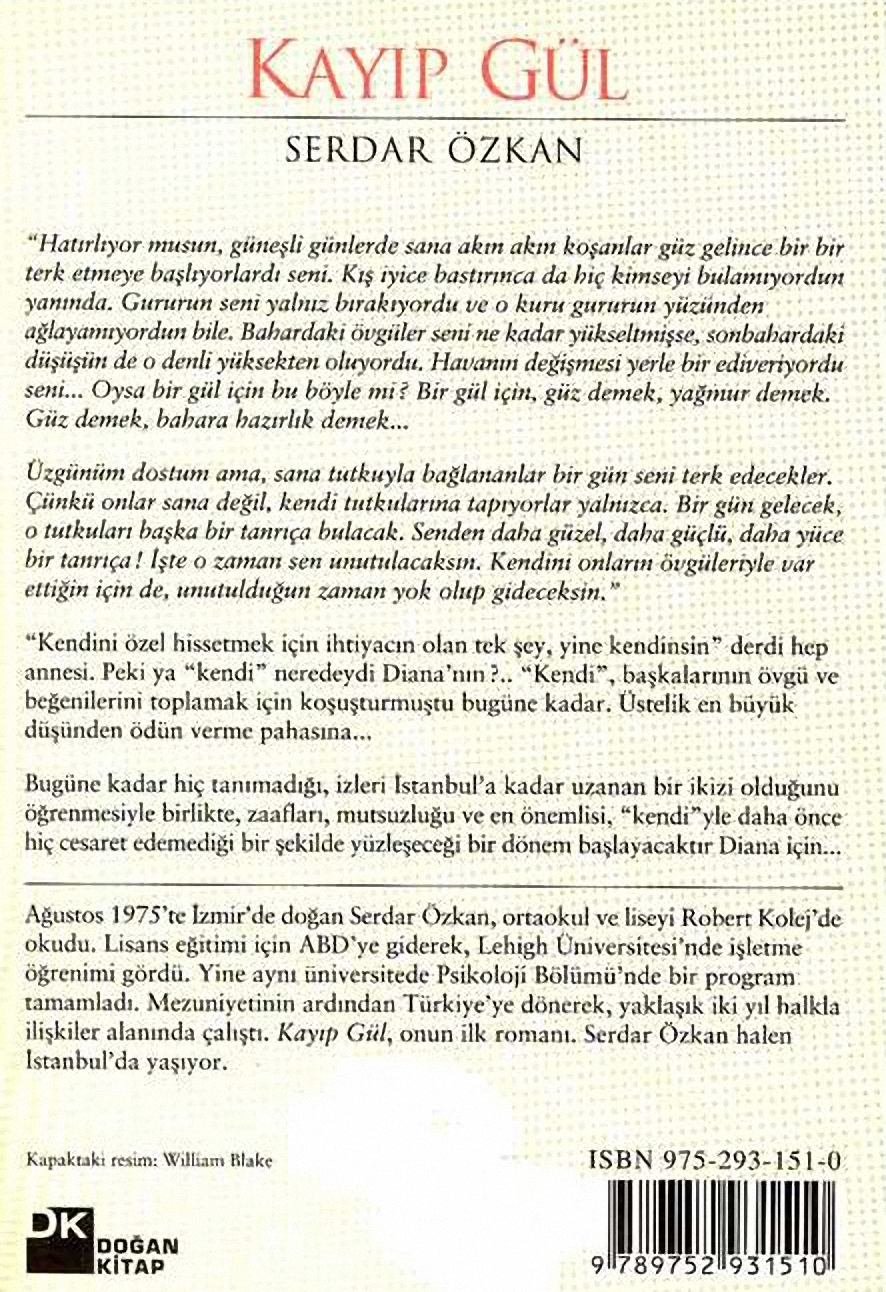 KAYIP GÜL
SERDAR ÖZKAN
“Hatırlıyor musun, güneşli günlerde sana akın akın koşanlar güz gelince bir bir
terk etmeye başlıyorlardı seni. Kış iyice bastırınca da hiç kimseyi bulamıyordun
yanında. Gururun seni yalnız bırakıyordu ve o kuru gururun yüzünden
ağlayamıyordun bile. Bahardaki övgüler seni ne kadar yükseltmişse, sonbahardaki
düşüşün de o denli yüksekten oluyordu. Havanın değişmesi yerle bir ediveriyordu
seni... Oysa bir gül için bu böyle mi? Bir gül için, güz demek, yağmur demek.
Güz demek, bahara hazırlık demek...
Üzgünüm dostum ama, sana tutkuyla bağlananlar bir gün seni terk edecekler.
Çünkü onlar sana değil, kendi tutkularına tapıyorlar yalnızca. Bir gün gelecek,
o tutkuları başka bir tanrıça bulacak. Senden daha güzel, daha güçlü, daha yüce
bir tanrıça! İşte o zaman sen unutulacaksın. Kendini onların övgüleriyle var
ettiğin için de, unutulduğun zaman yok olup gideceksin.”
“Kendini özel hissetmek için ihtiyacın olan tek şey, yine kendinsin” derdi hep
annesi. Peki ya “kendi” neredeydi Diana’nın?.. “Kendi”, başkalarının övgü ve
beğenilerini toplamak için koşuşturmuştu bugüne kadar. Üstelik en büyük
düşünden ödün verme pahasına...
Bugüne kadar hiç tanımadığı, izleri İstanbul’a kadar uzanan bir ikizi olduğunu
öğrenmesiyle birlikte, zaafları, mutsuzluğu ve en önemlisi, “kendi”yle daha önce
hiç cesaret edemediği bir şekilde yüzleşeceği bir dönem başlayacaktır Diana için...
Ağustos 1975’te İzmir’de doğan Serdar Özkan, ortaokul ve liseyi Robert Kolej’de
okudu. Lisans eğitimi için ABD’ye giderek, Lehigh Üniversitesi’nde işletme
öğrenimi gördü. Yine aynı üniversitede Psikoloji Bölümü’nde bir program
tamamladı. Mezuniyetinin ardından Türkiye’ye dönerek, yaklaşık iki yıl halkla
ilişkiler alanında çalıştı. Kayıp Gül, onun ilk romanı. Serdar Özkan halen
İstanbul’da yaşıyor.
Kapaktaki resim: William Blake
ISBN 975-293-151-0
DK
DOĞAN
KİTAP
9 789752 931510